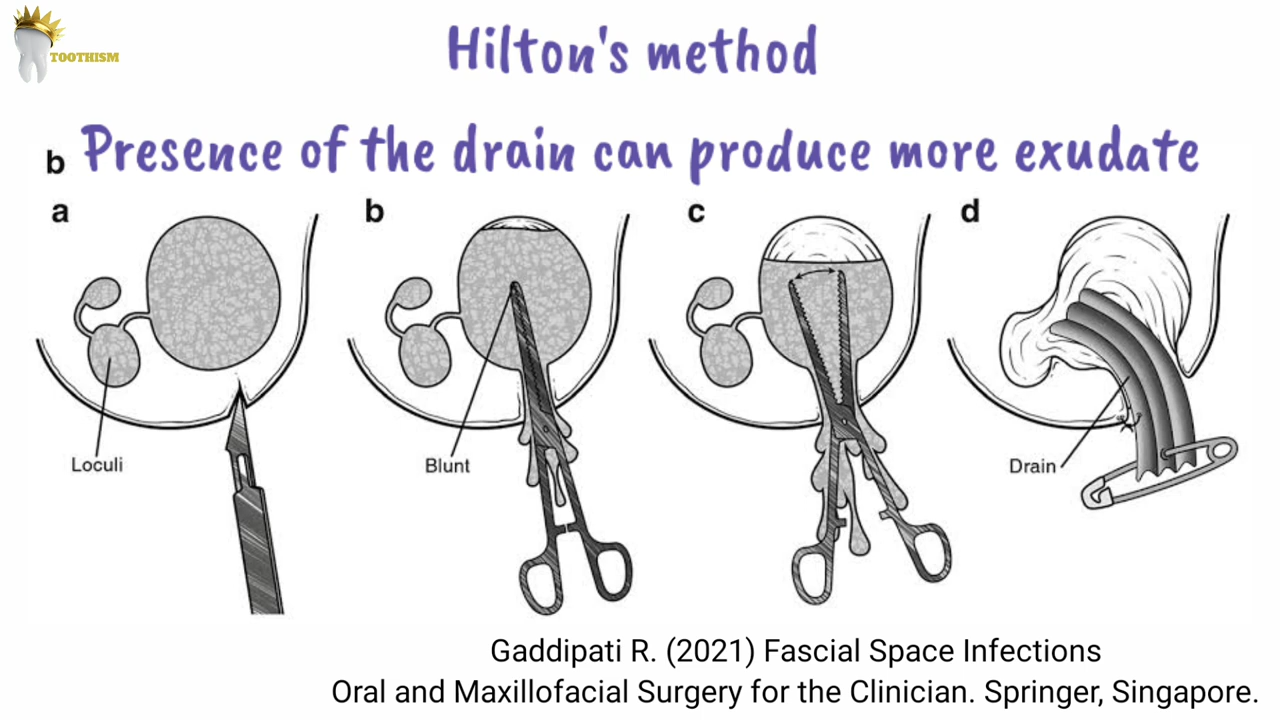 TOOTHISM
Hilton's method
b Presence of the drain can produce more exudate
a b c d
Loculi
Blunt
Drain
Gaddipati R. (2021) Fascial Space Infections
Oral and Maxillofacial Surgery for the Clinician. Springer, Singapore.